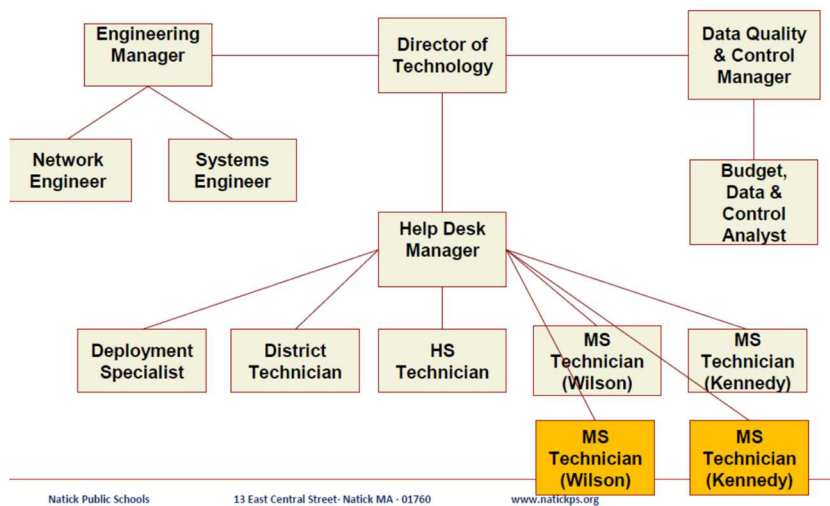 Engineering
Manager
Director of
Technology
Data Quality
& Control
Manager
Network
Engineer
Systems
Engineer
Budget,
Data &
Control
Analyst
Help Desk
Manager
Deployment
Specialist
District
Technician
HS
Technician
MS
Technician
(Wilson)
MS
Technician
(Kennedy)
MS
Technician
(Wilson)
MS
Technician
(Kennedy)
Natick Public Schools
13 East Central Street· Natick MA · 01760
www.natickps.org